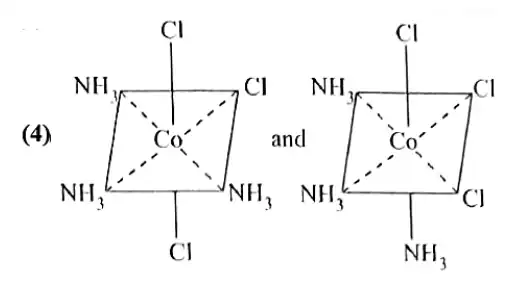 Cl Cl
NH₃ Cl NH₃ Cl
(4) Co and Co
NH₃ NH₃ NH₃ Cl
Cl NH₃